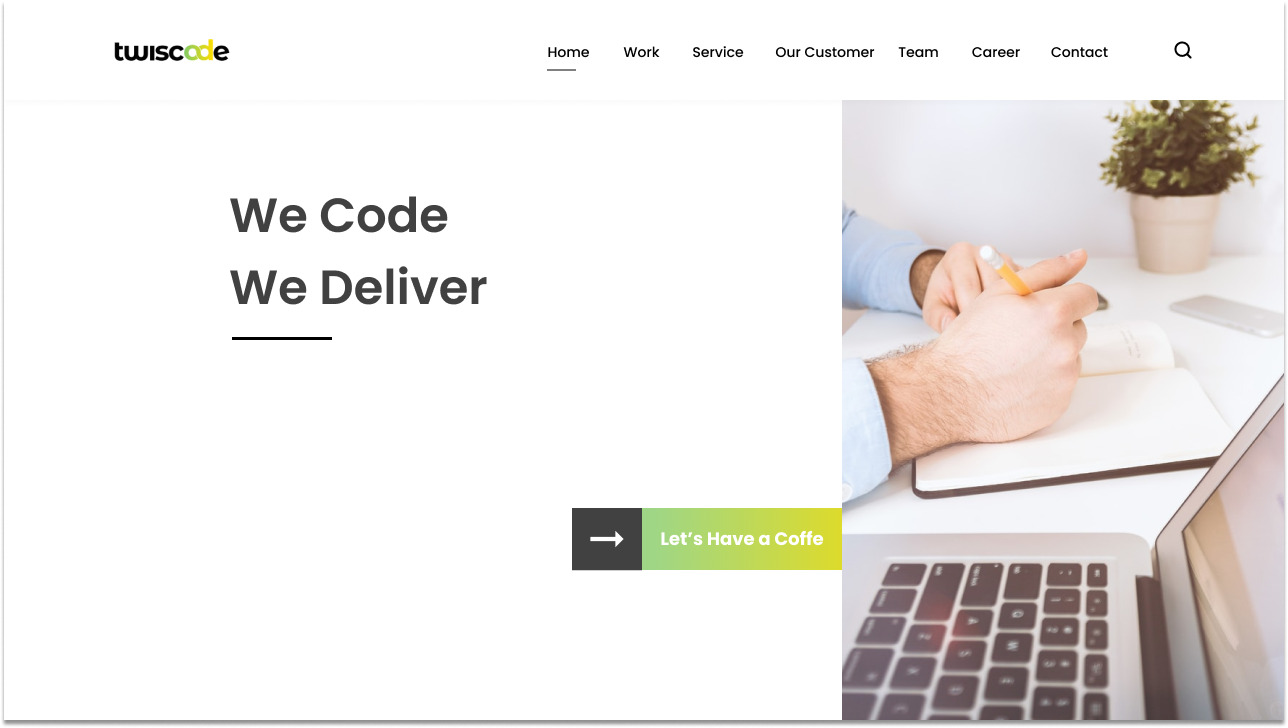 twiscode
Home Work Service Our Customer Team Career Contact
We Code
We Deliver
Let’s Have a Coffe